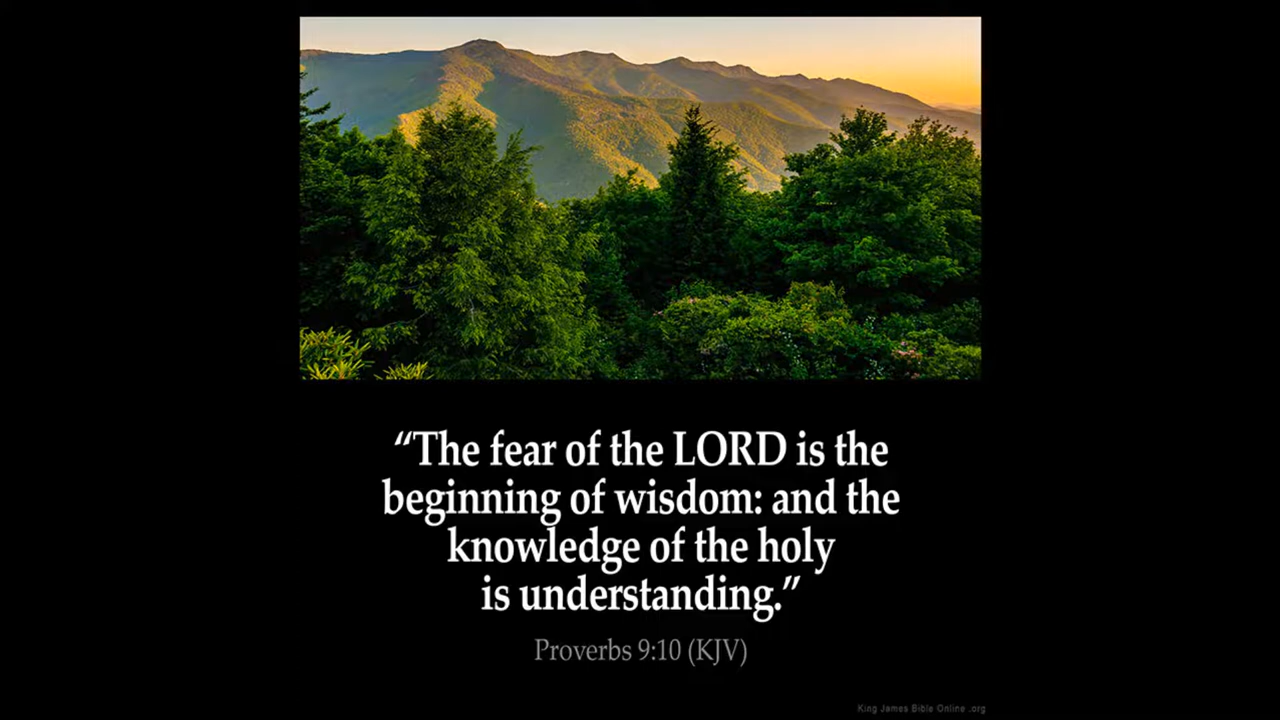 “The fear of the LORD is the
beginning of wisdom: and the
knowledge of the holy
is understanding.”
Proverbs 9:10 (KJV)
King James Bible Online .org